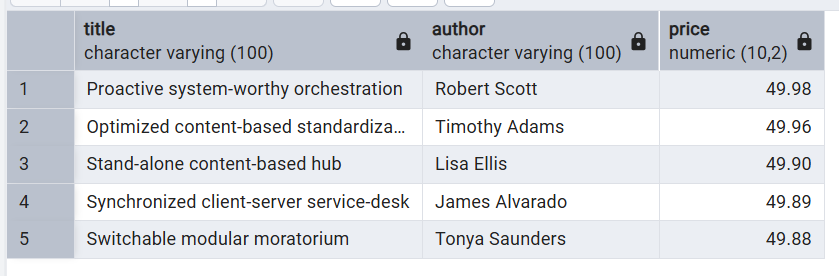 title author price
character varying (100) character varying (100) numeric (10,2)
1 Proactive system-worthy orchestration Robert Scott 49.98
2 Optimized content-based standardiza… Timothy Adams 49.96
3 Stand-alone content-based hub Lisa Ellis 49.90
4 Synchronized client-server service-desk James Alvarado 49.89
5 Switchable modular moratorium Tonya Saunders 49.88